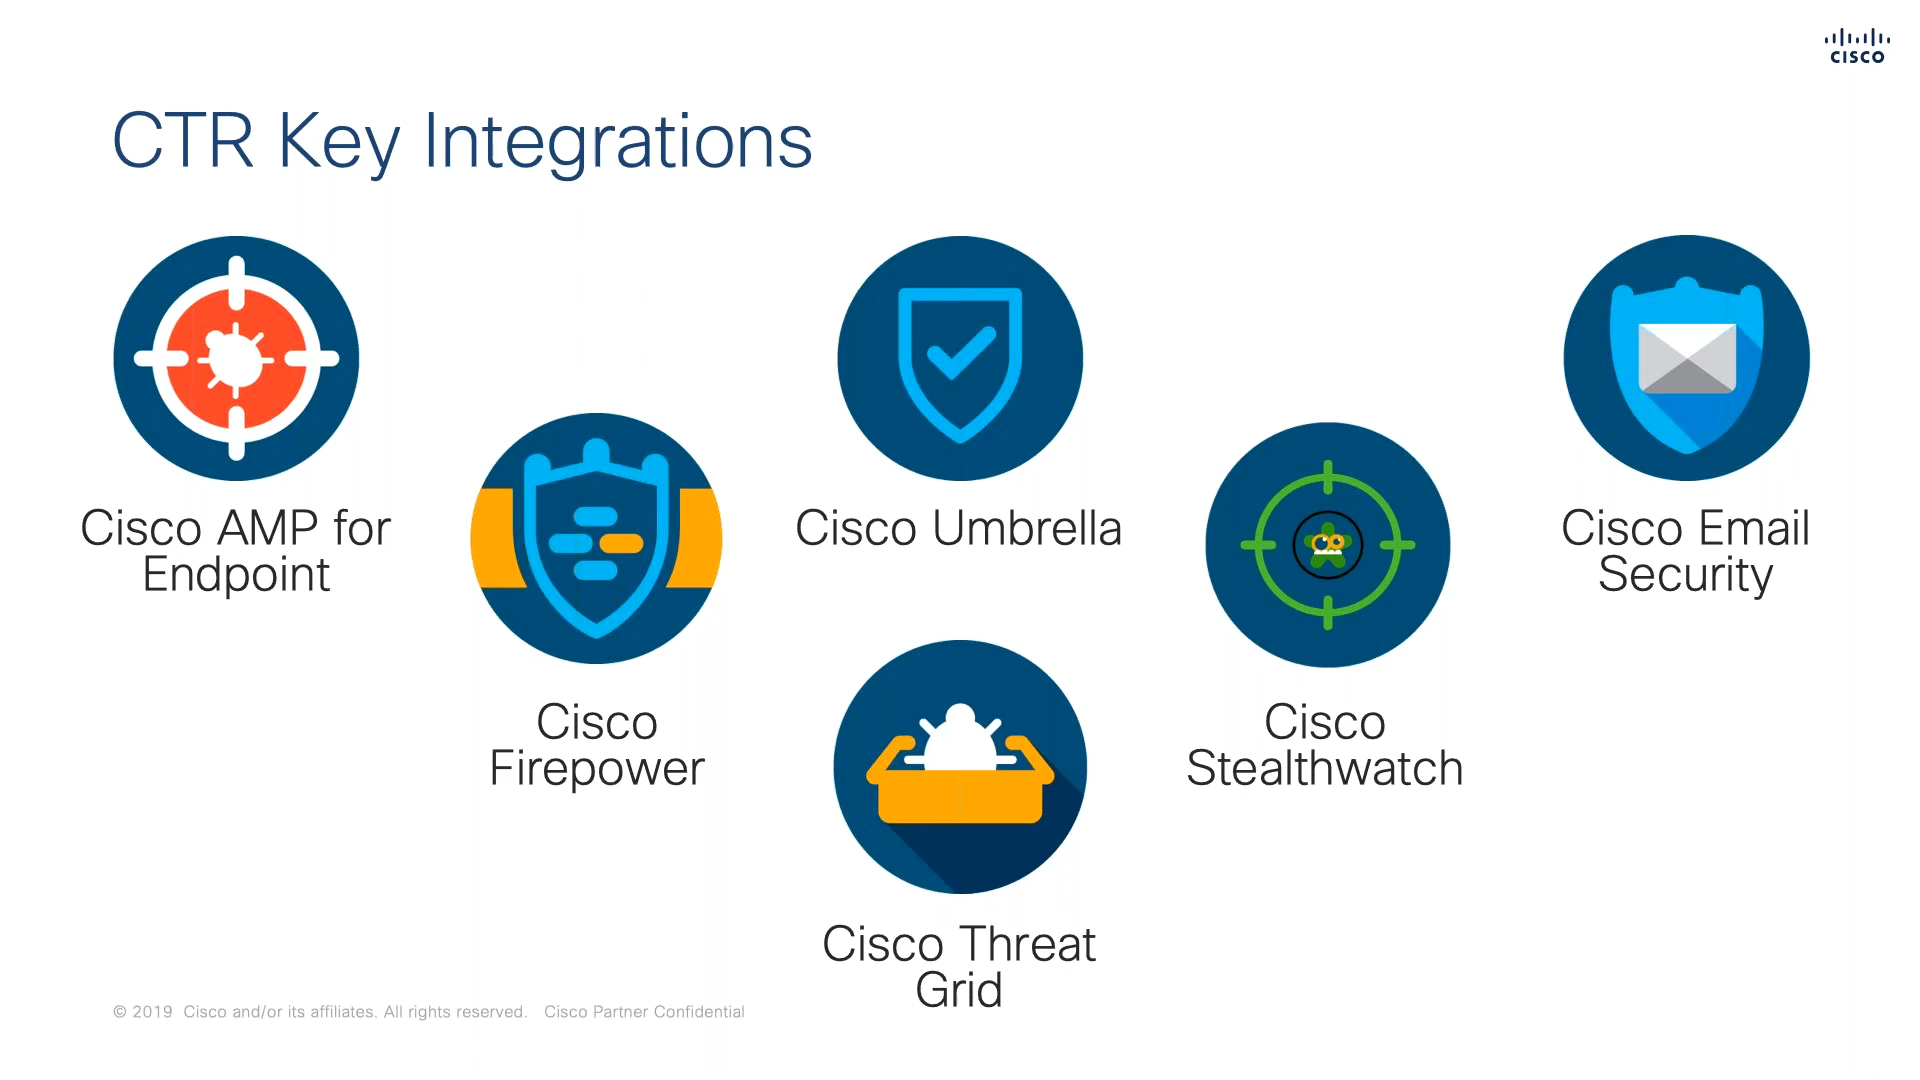 CISCO
CTR Key Integrations
Cisco AMP for
Endpoint
Cisco
Firepower
Cisco Umbrella
Cisco Threat
Grid
Cisco
Stealthwatch
Cisco Email
Security
© 2019 Cisco and/or its affiliates. All rights reserved. Cisco Partner Confidential